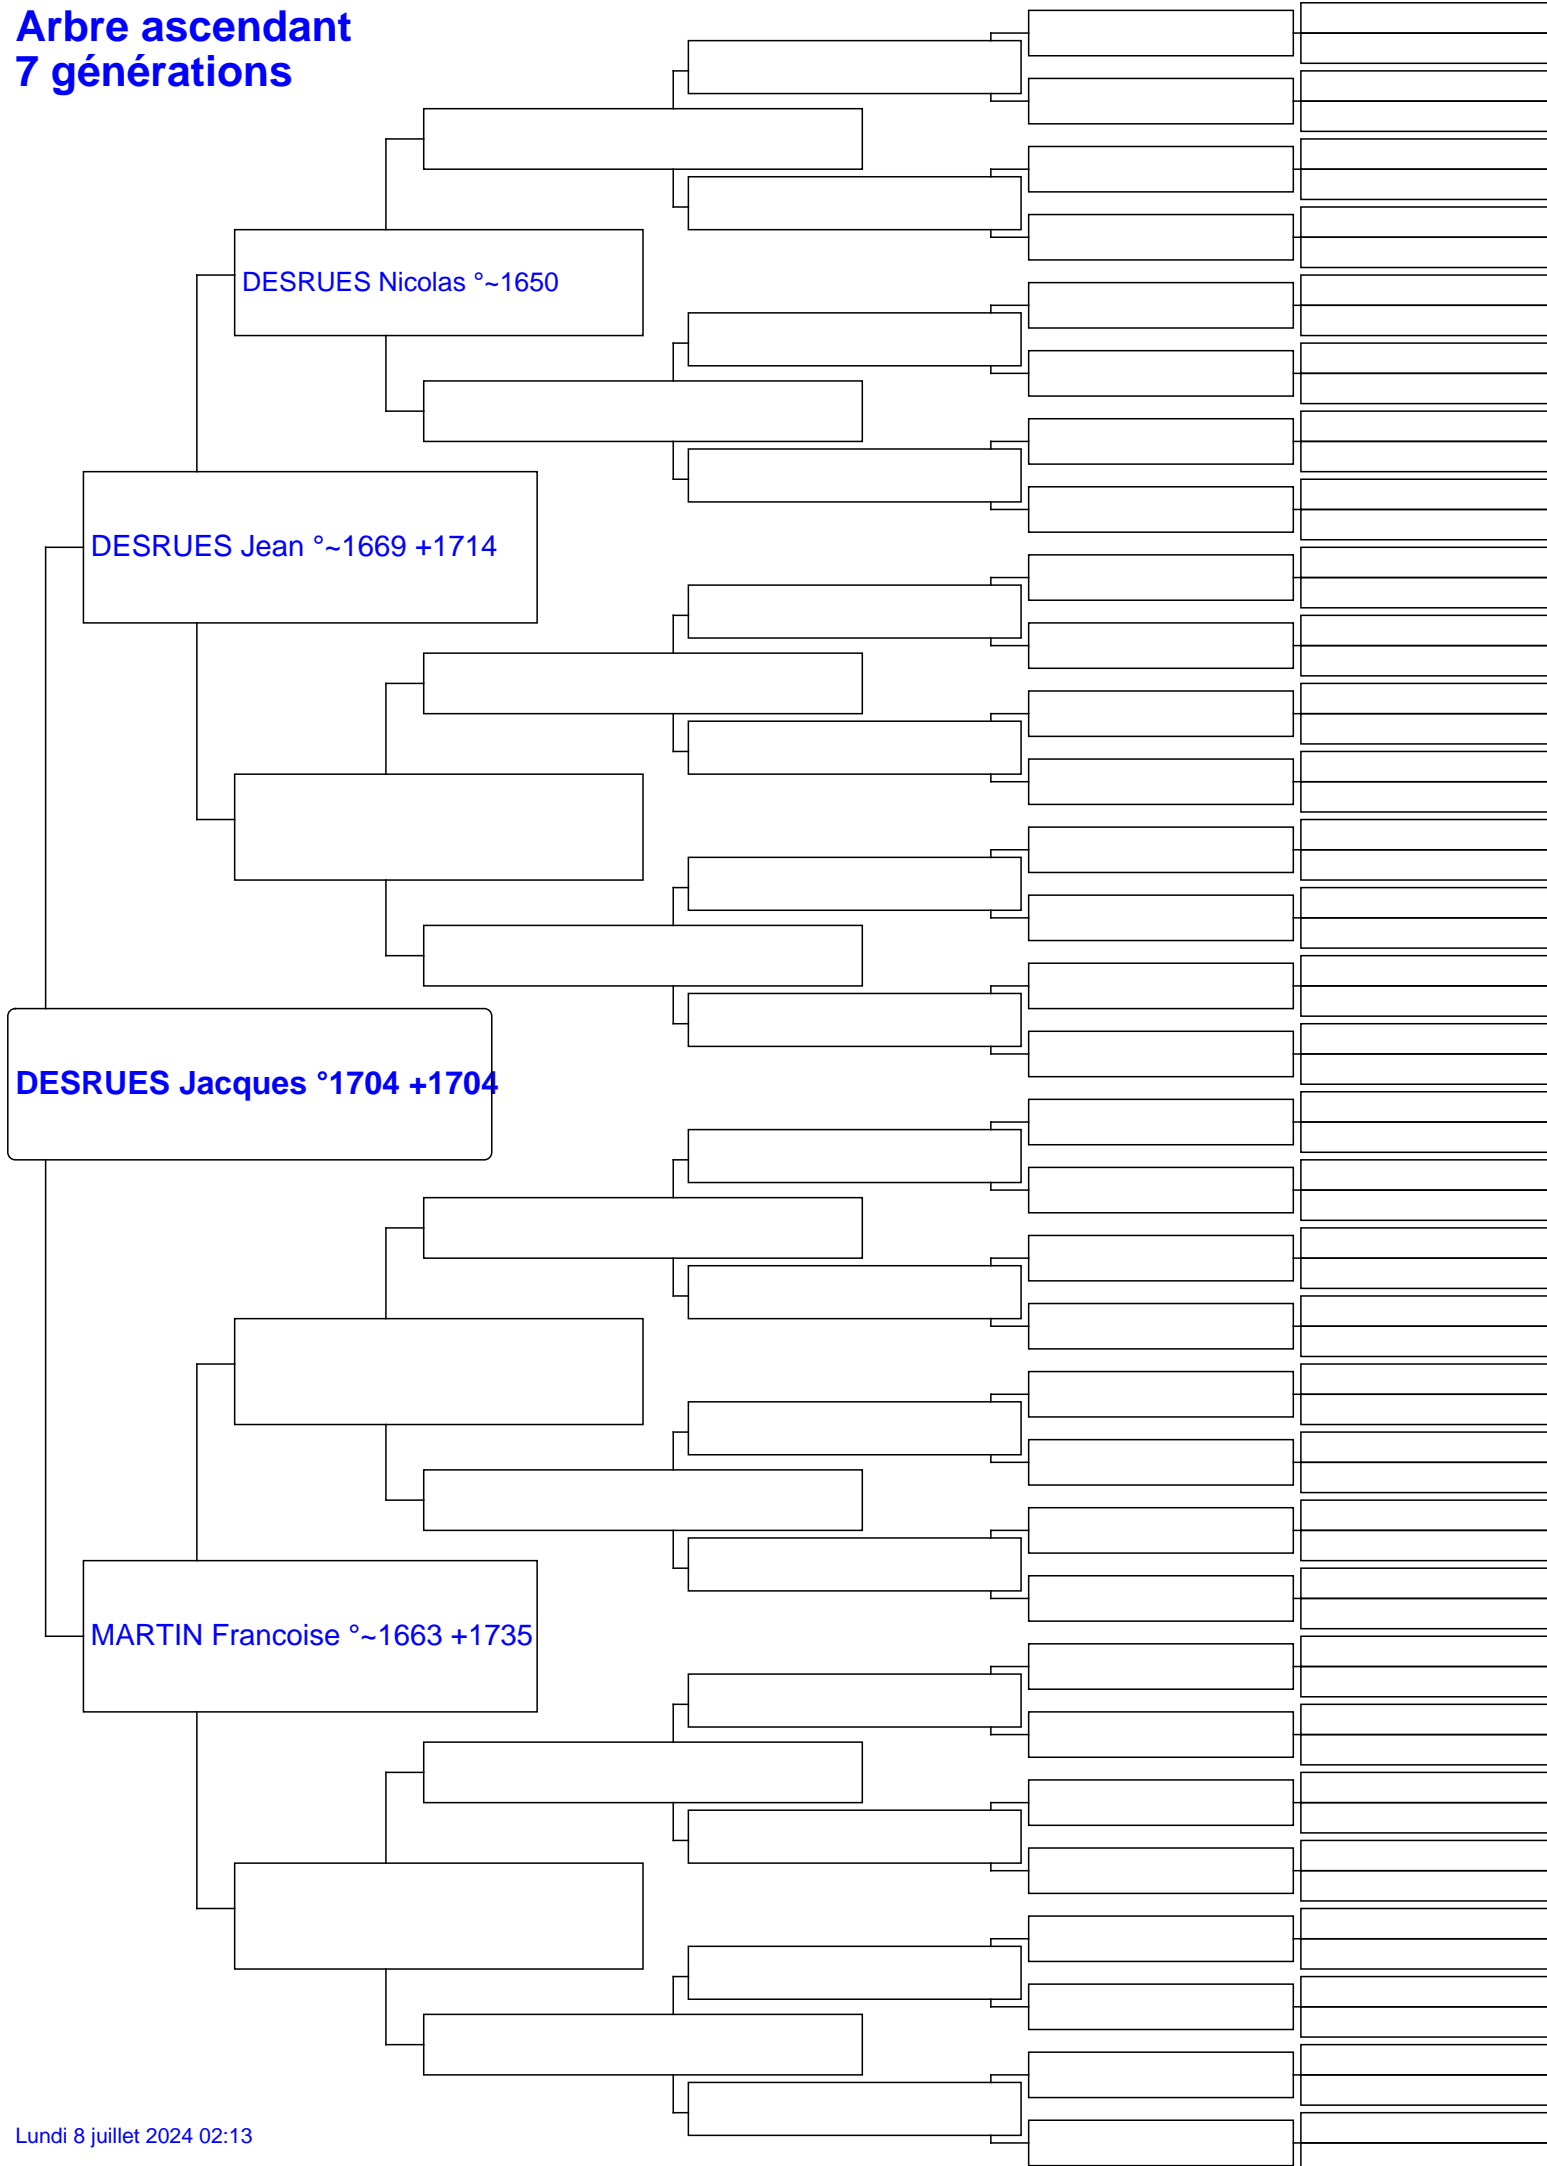 Arbre ascendant
7 générations
DESRUES Nicolas °~1650
DESRUES Jean °~1669 +1714
DESRUES Jacques °1704 +1704
MARTIN Francoise °~1663 +1735
Lundi 8 juillet 2024 02:13